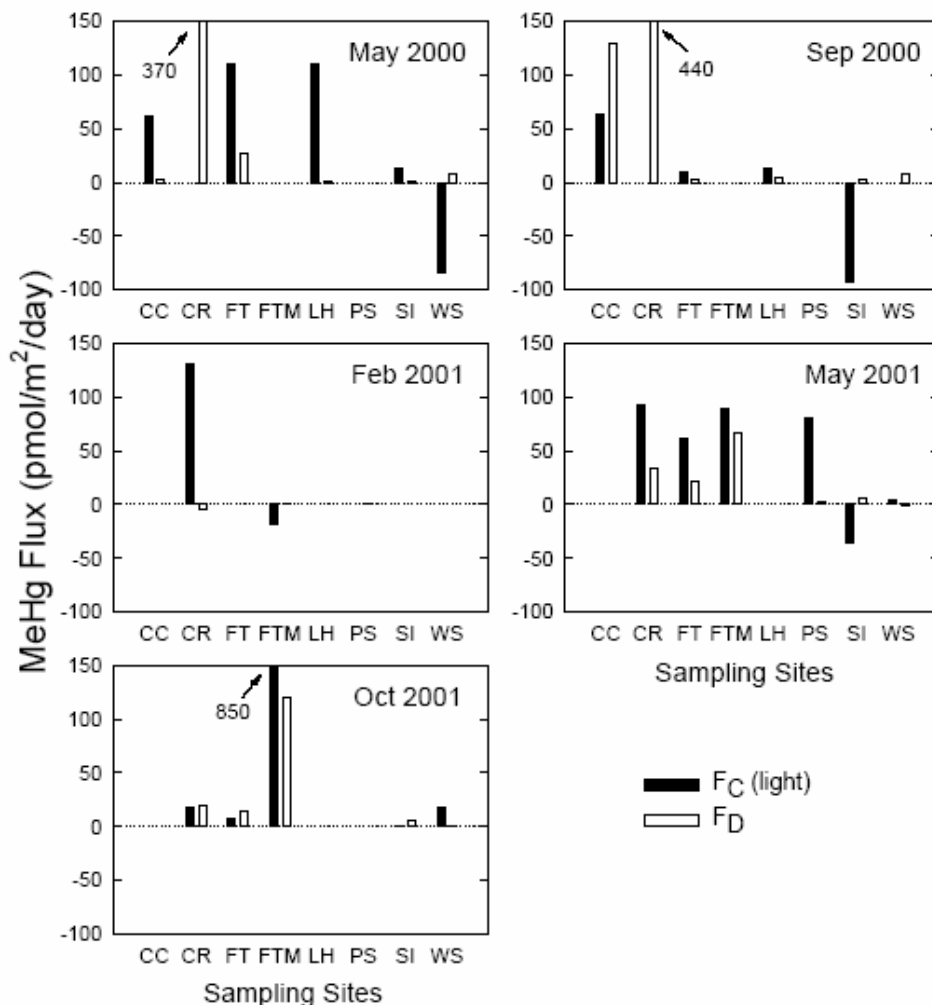 MeHg Flux (pmol/m²/day)
May 2000
370
150
100
50
0
-50
-100
CC CR FT FTM LH PS SI WS
Sep 2000
440
150
100
50
0
-50
-100
CC CR FT FTM LH PS SI WS
Feb 2001
150
100
50
0
-50
-100
CC CR FT FTM LH PS SI WS
May 2001
150
100
50
0
-50
-100
CC CR FT FTM LH PS SI WS
Sampling Sites
Oct 2001
850
150
100
50
0
-50
-100
CC CR FT FTM LH PS SI WS
Sampling Sites
FC (light)
FD